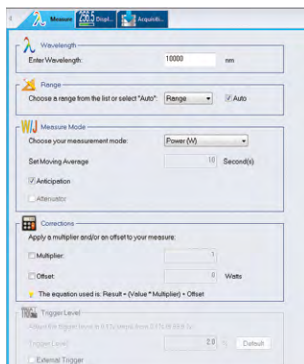 Measure Displ... Acquisiti...
Wavelength
Enter Wavelength: 10000 nm
Range
Choose a range from the list or select "Auto": Range Auto
Measure Mode
Choose your measurement mode: Power (W)
Set Moving Average 10 Second(s)
Anticipation
Attenuator
Corrections
Apply a multiplier and/or an offset to your measure:
Multiplier: 1
Offset: 0 Watts
The equation used is: Result = (Value * Multiplier) + Offset
Trigger Level
Trigger Level: 2.0 % Default
External Trigger